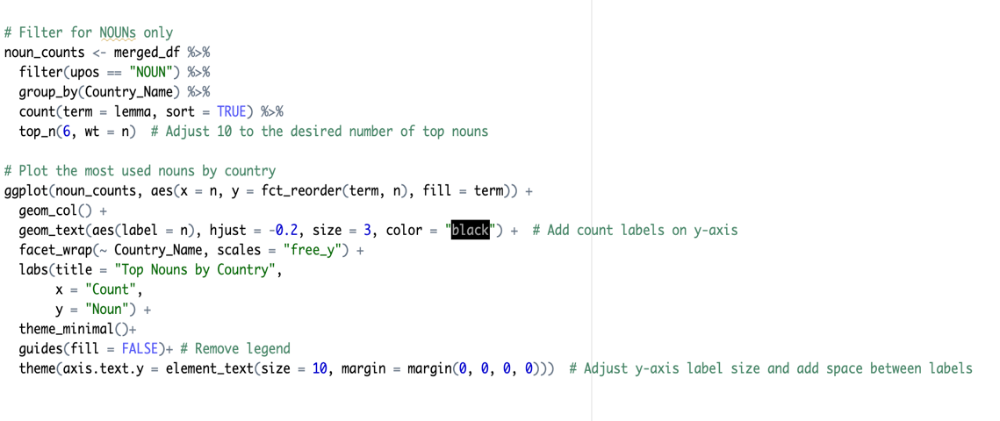 # Filter for NOUNs only
noun_counts <- merged_df %>%
  filter(upos == "NOUN") %>%
  group_by(Country_Name) %>%
  count(term = lemma, sort = TRUE) %>%
  top_n(6, wt = n)  # Adjust 10 to the desired number of top nouns
# Plot the most used nouns by country
ggplot(noun_counts, aes(x = n, y = fct_reorder(term, n), fill = term)) +
  geom_col() +
  geom_text(aes(label = n), hjust = -0.2, size = 3, color = "black") +  # Add count labels on y-axis
  facet_wrap(~ Country_Name, scales = "free_y") +
  labs(title = "Top Nouns by Country",
       x = "Count",
       y = "Noun") +
  theme_minimal()+
  guides(fill = FALSE)+ # Remove legend
  theme(axis.text.y = element_text(size = 10, margin = margin(0, 0, 0, 0)))  # Adjust y-axis label size and add space between labels